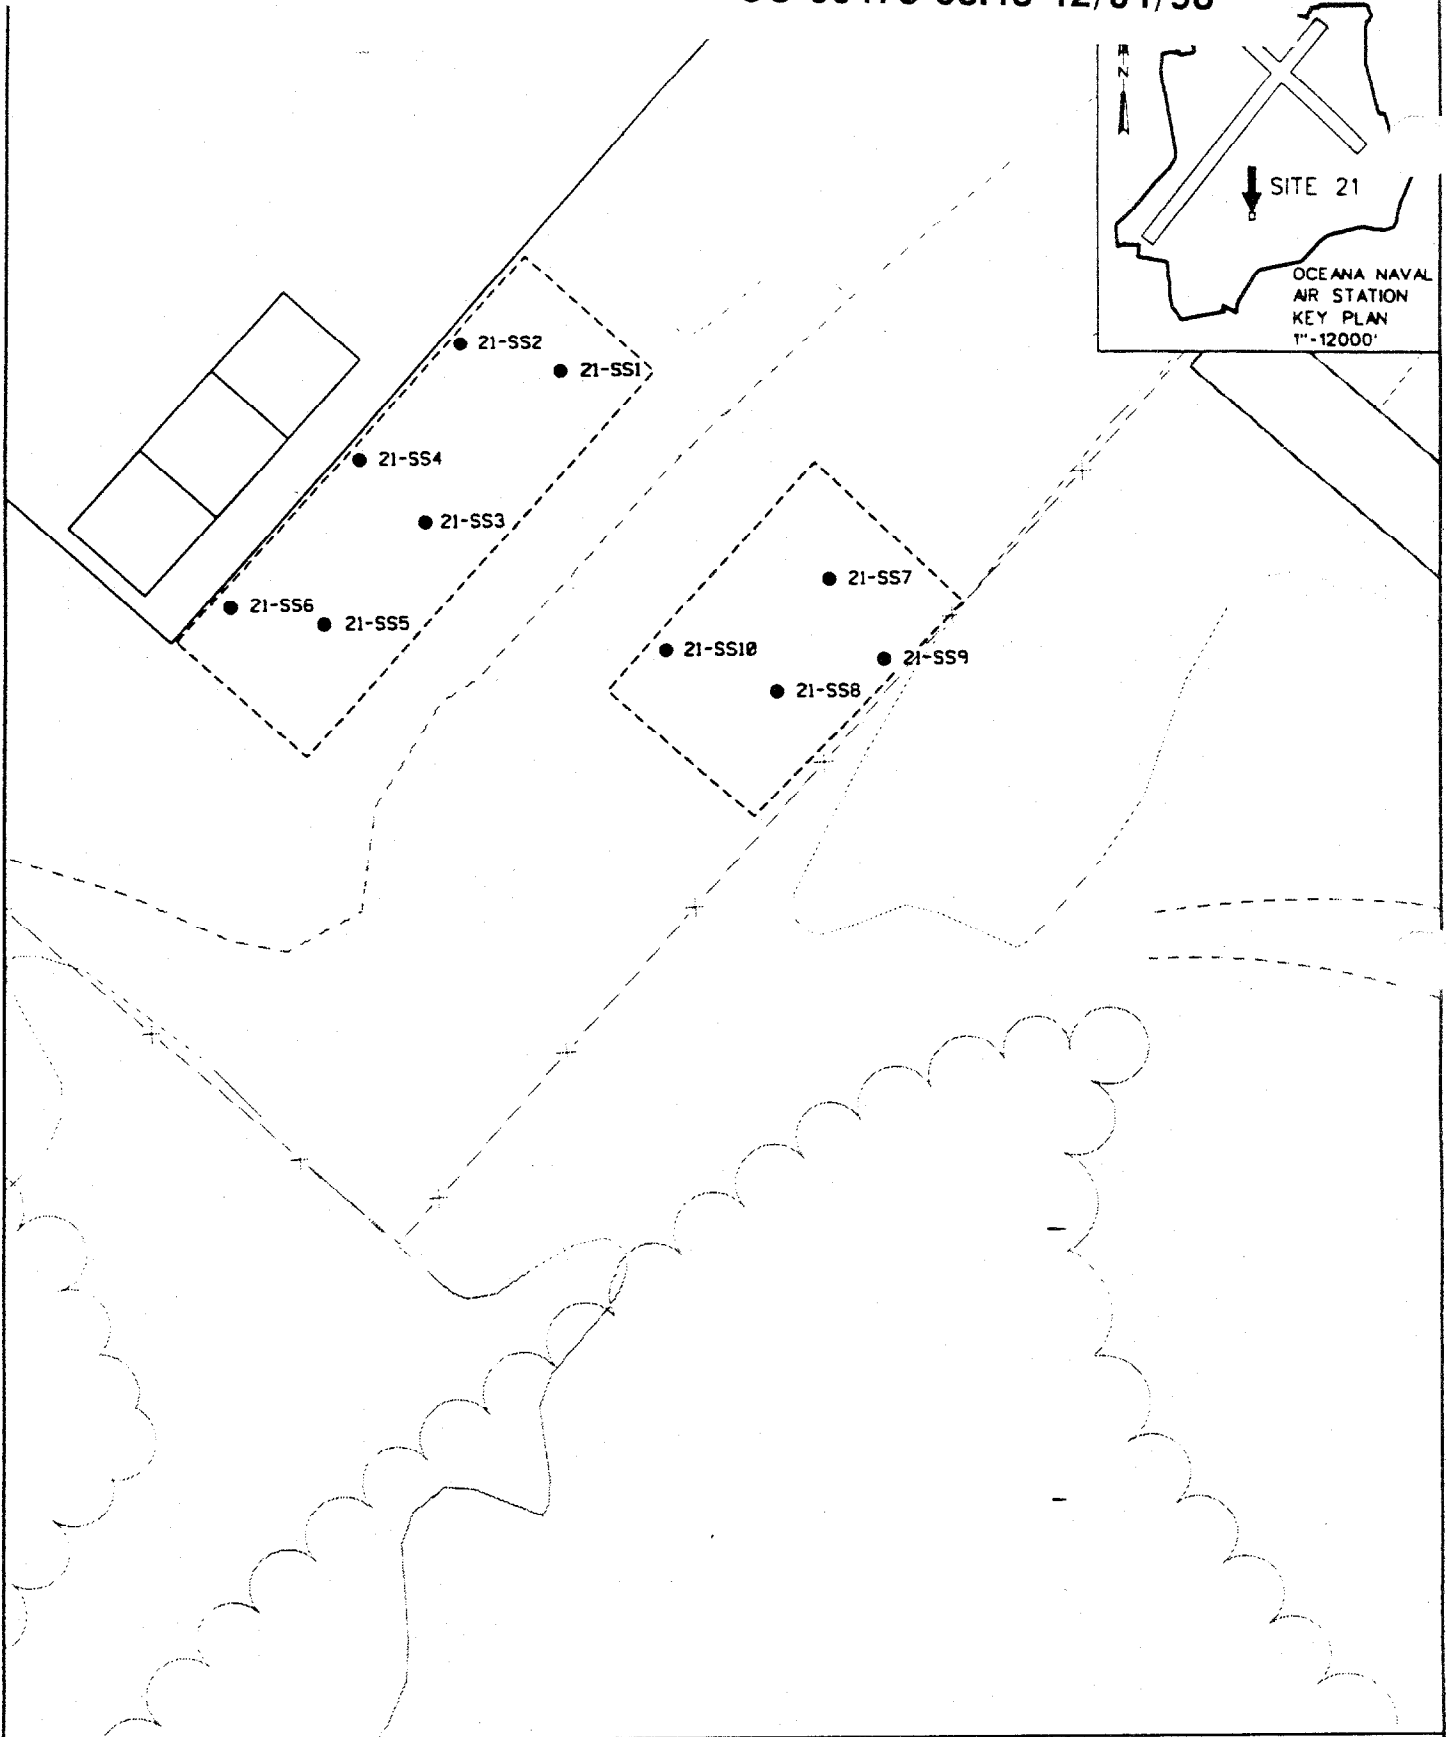 N
SITE 21
OCEANA NAVAL
AIR STATION
KEY PLAN
1"-12000'
21-SS2
21-SS1
21-SS4
21-SS3
21-SS6
21-SS5
21-SS7
21-SS10
21-SS9
21-SS8